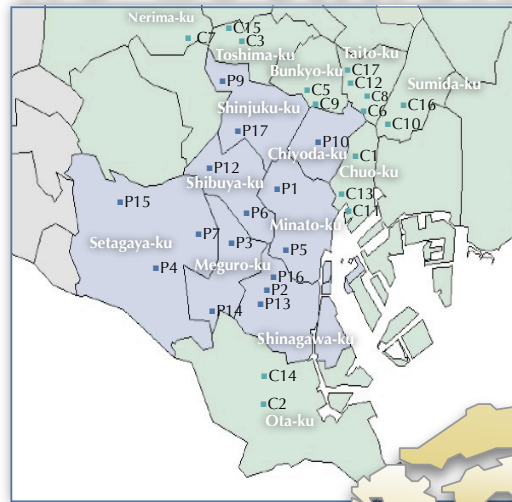 Nerima-ku
C15
C7
C3
Toshima-ku
Taito-ku
Bunkyo-ku
C17
P9
C12
Sumida-ku
C5
C8
Shinjuku-ku
C9
C16
C6
C10
P17
P10
Chiyoda-ku
C1
P12
Chuo-ku
Shibuya-ku
P1
C13
P15
P6
C11
Minato-ku
P7
Setagaya-ku
P3
P5
P4
Meguro-ku
P16
P2
P13
P14
Shinagawa-ku
C14
C2
Ota-ku